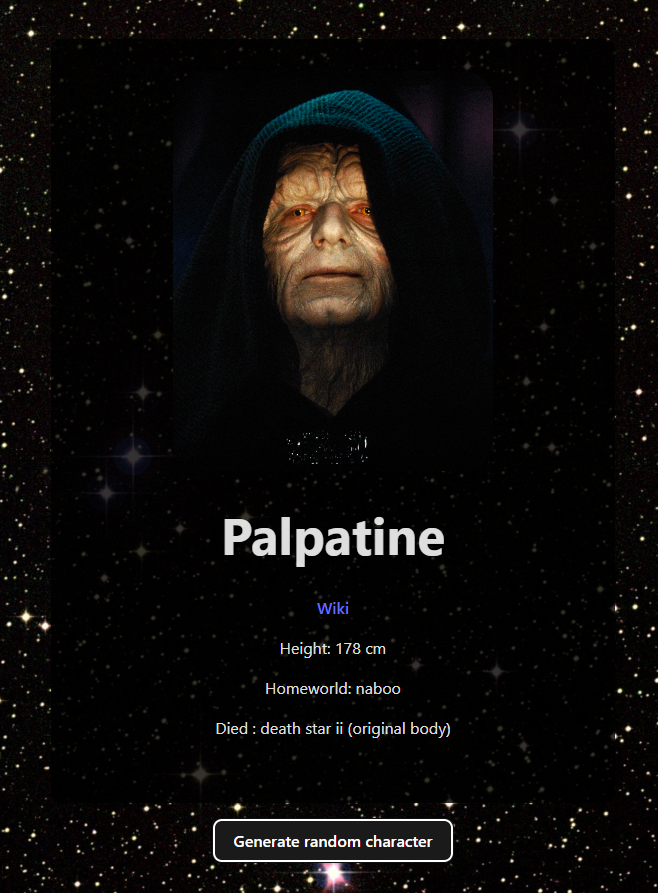 Palpatine
Wiki
Height: 178 cm
Homeworld: naboo
Died : death star ii (original body)
Generate random character